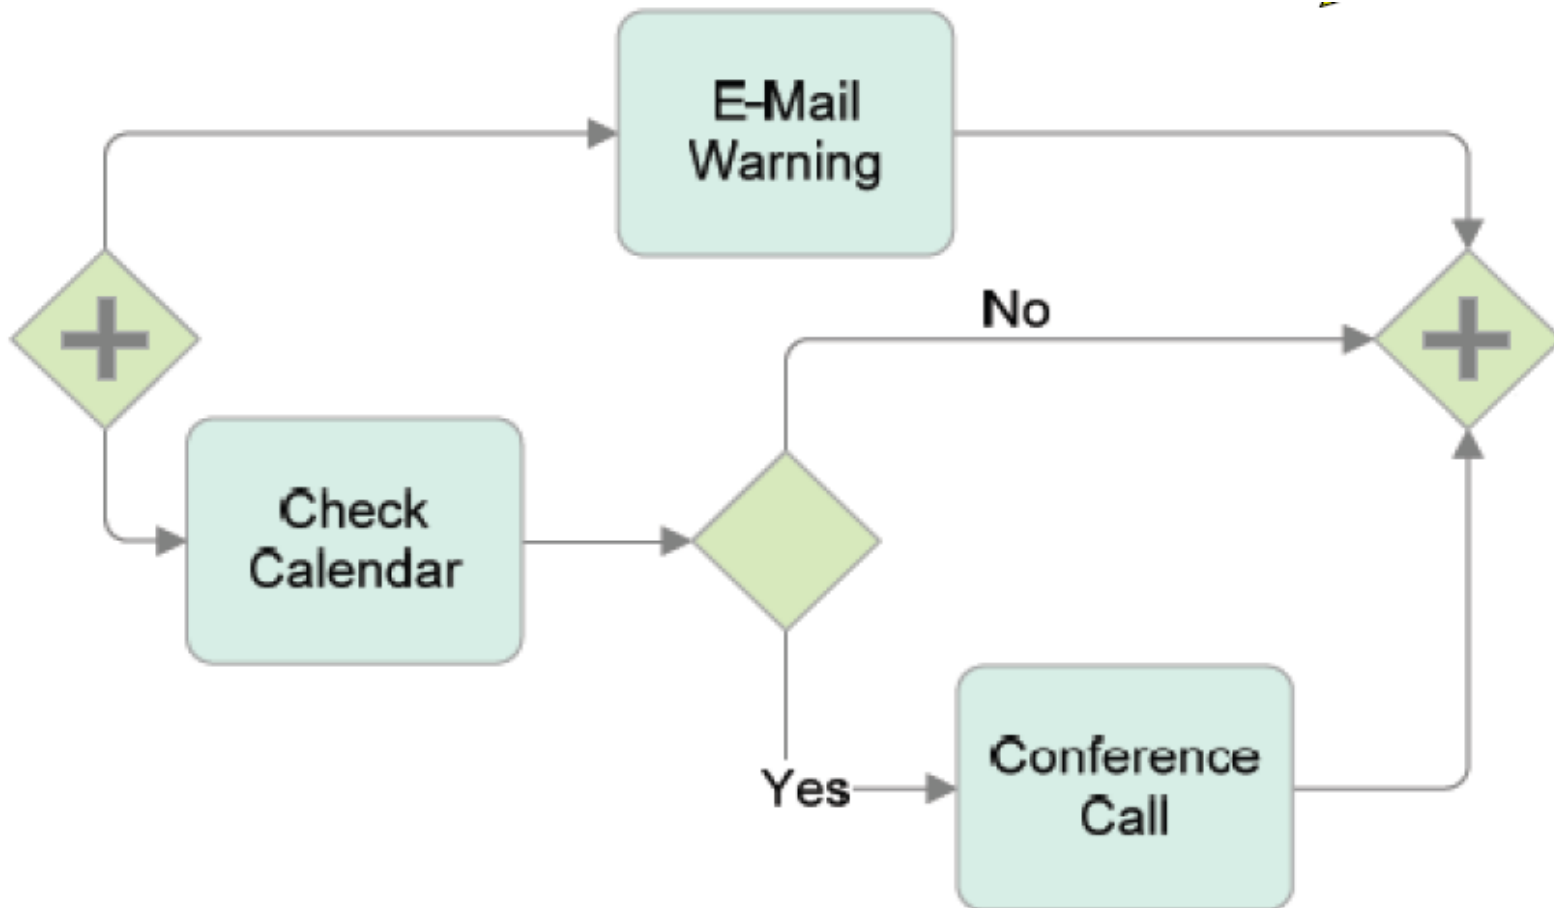 E-Mail
Warning
No
Check
Calendar
Yes
Conference
Call